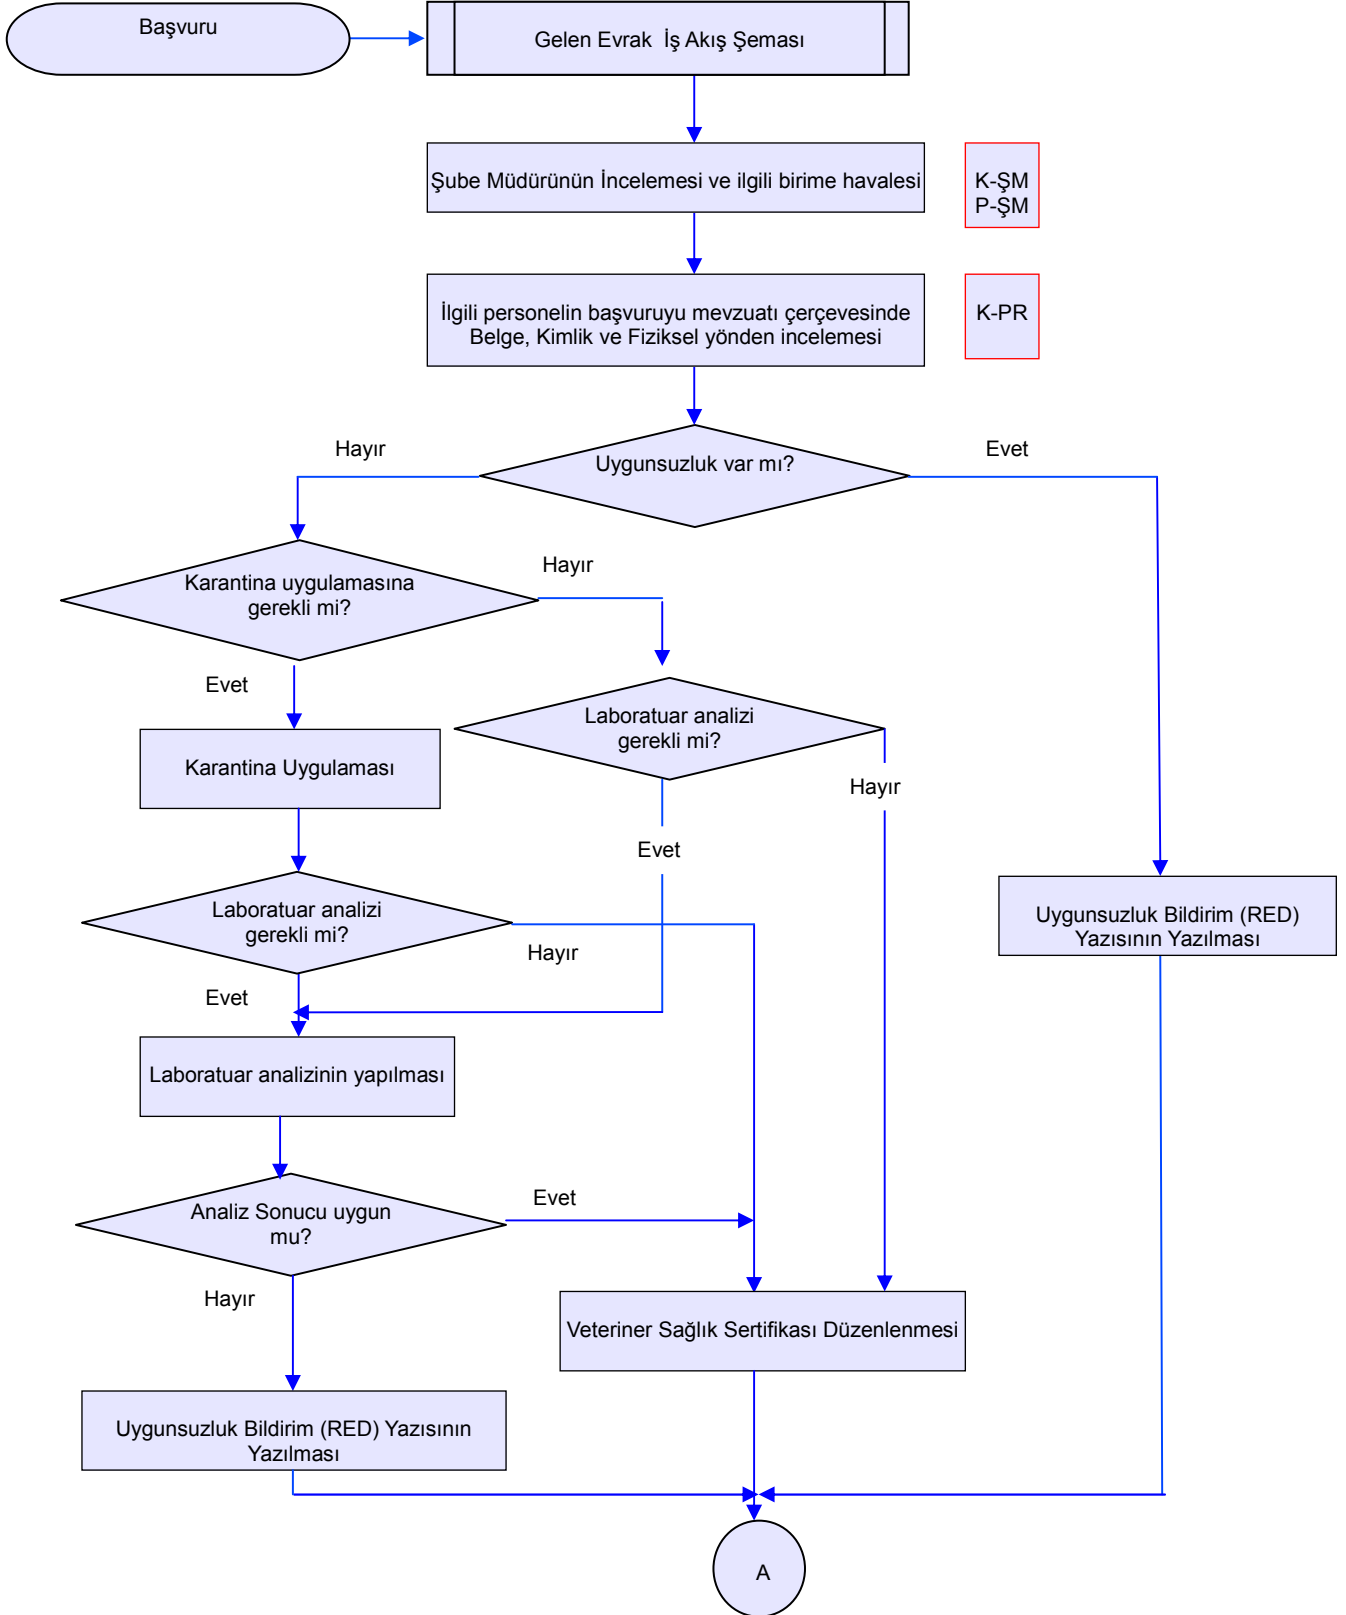 Başvuru
Gelen Evrak İş Akış Şeması
Şube Müdürünün İncelemesi ve ilgili birime havalesi
K-ŞM
P-ŞM
İlgili personelin başvuruyu mevzuatı çerçevesinde
Belge, Kimlik ve Fiziksel yönden incelemesi
K-PR
Hayır
Uygunsuzluk var mı?
Evet
Karantina uygulamasına
gerekli mi?
Hayır
Evet
Laboratuar analizi
gerekli mi?
Karantina Uygulaması
Hayır
Evet
Laboratuar analizi
gerekli mi?
Hayır
Uygunsuzluk Bildirim (RED)
Yazısının Yazılması
Evet
Laboratuar analizinin yapılması
Analiz Sonucu uygun
mu?
Evet
Hayır
Veteriner Sağlık Sertifikası Düzenlenmesi
Uygunsuzluk Bildirim (RED) Yazısının
Yazılması
A